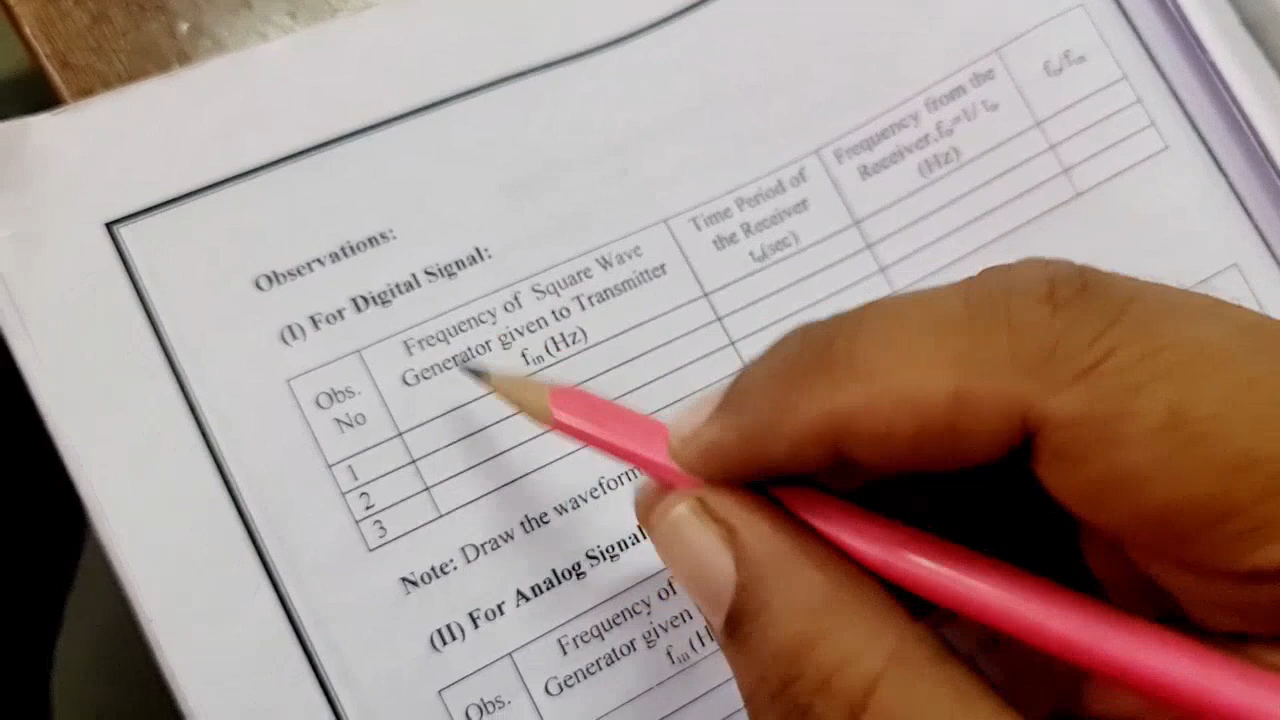 Observations:
(I) For Digital Signal:
Obs.
No
Frequency of Square Wave
Generator given to Transmitter
fin (Hz)
Time Period of
the Receiver
to(sec)
Frequency from the
Receiver,fo=1/ to
(Hz)
fo/fin
1
2
3
Note: Draw the waveform
(II) For Analog Signal
Obs.
Frequency of
Generator given
fin (H